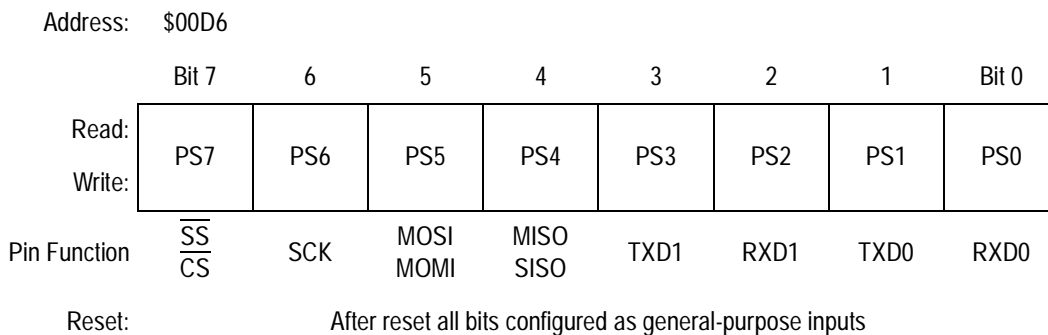 Address: $00D6
Bit 7 6 5 4 3 2 1 Bit 0
Read:
PS7 PS6 PS5 PS4 PS3 PS2 PS1 PS0
Write:
Pin Function SS SCK MOSI MISO TXD1 RXD1 TXD0 RXD0
CS MOMI SISO
Reset: After reset all bits configured as general-purpose inputs